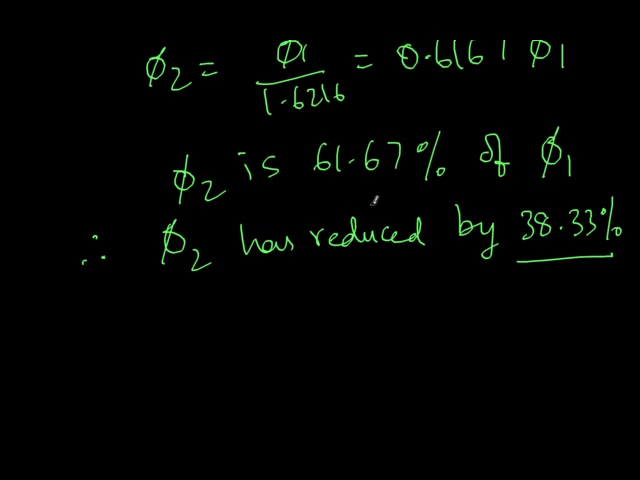 φ2 = φ1 / 1.6216 = 0.6161 φ1
φ2 is 61.67% of φ1
∴ φ2 has reduced by 38.33%